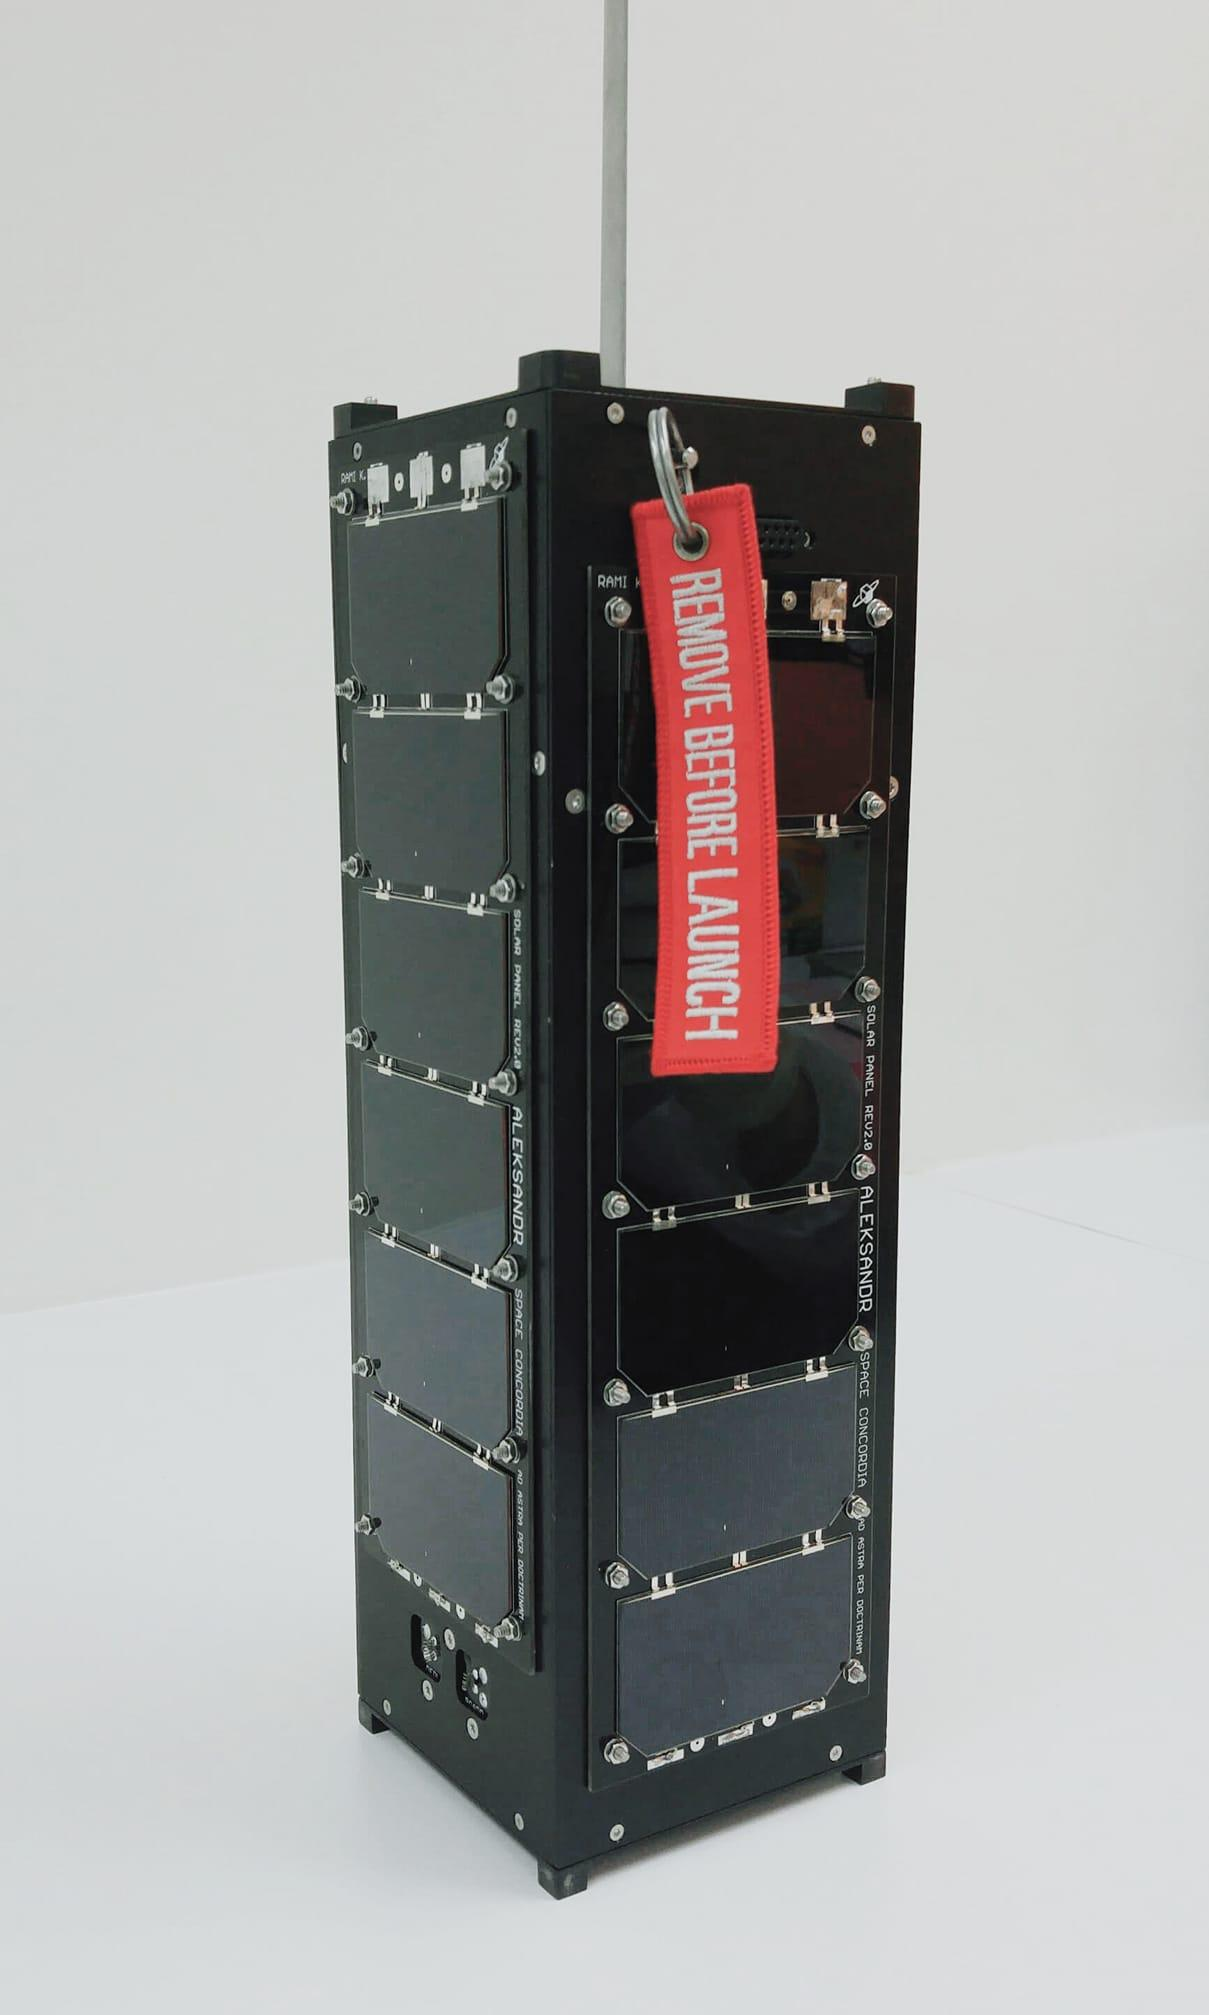 RAMI K.
SOLAR PANEL REV2.0
ALEKSANDR
SPACE CONCORDIA
AD ASTRA PER DOCTRINAM
RAMI K
REMOVE BEFORE LAUNCH
SOLAR PANEL REV2.0
ALEKSANDR
SPACE CONCORDIA
AD ASTRA PER DOCTRINAM